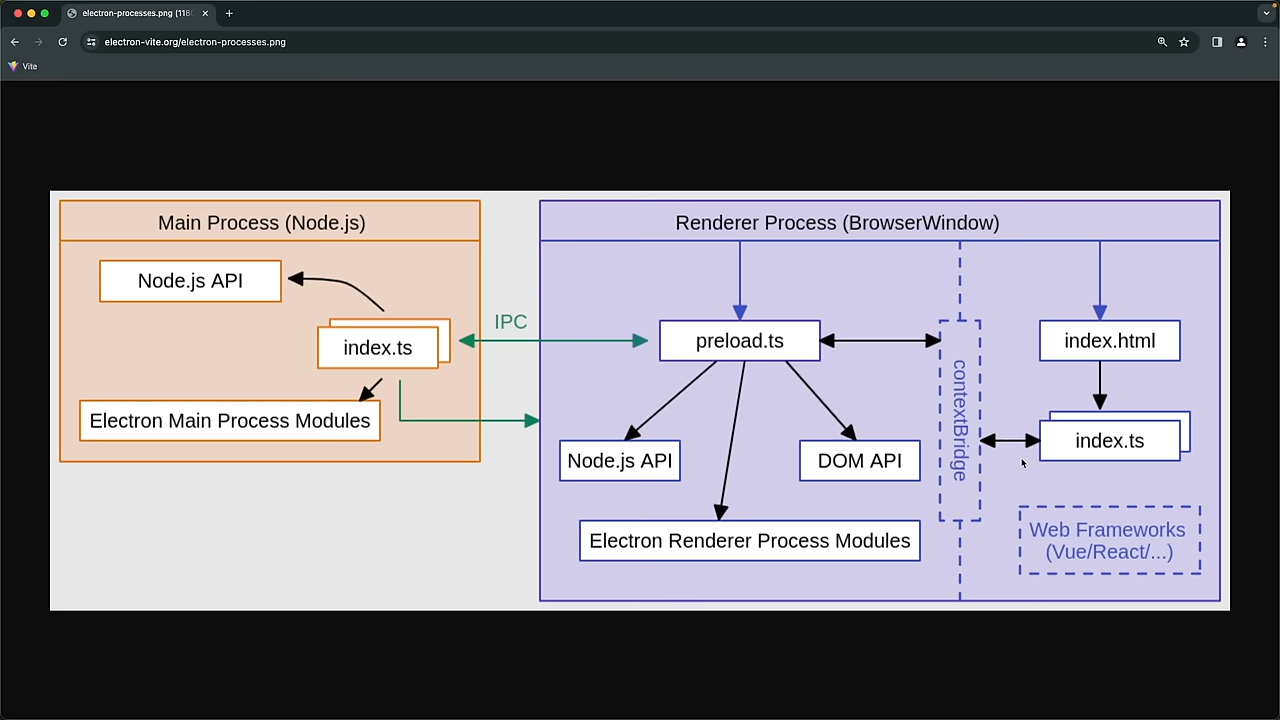 electron-processes.png (118
electron-vite.org/electron-processes.png
Vite
Main Process (Node.js)
Node.js API
index.ts
Electron Main Process Modules
IPC
Renderer Process (BrowserWindow)
preload.ts
contextBridge
index.html
index.ts
Node.js API
DOM API
Electron Renderer Process Modules
Web Frameworks
(Vue/React/...)